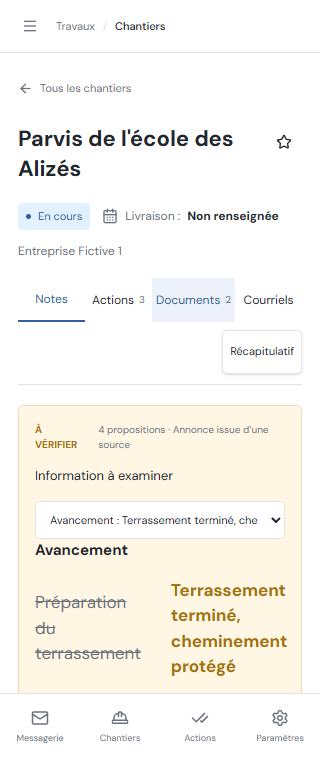 Travaux / Chantiers
Tous les chantiers
Parvis de l'école des
Alizés
En cours
Livraison : Non renseignée
Entreprise Fictive 1
Notes Actions 3 Documents 2 Courriels
Récapitulatif
À
VÉRIFIER
4 propositions · Annonce issue d'une
source
Information à examiner
Avancement : Terrassement terminé, che
Avancement
Préparation
du
terrassement
Terrassement
terminé,
cheminement
protégé
Messagerie Chantiers Actions Paramètres